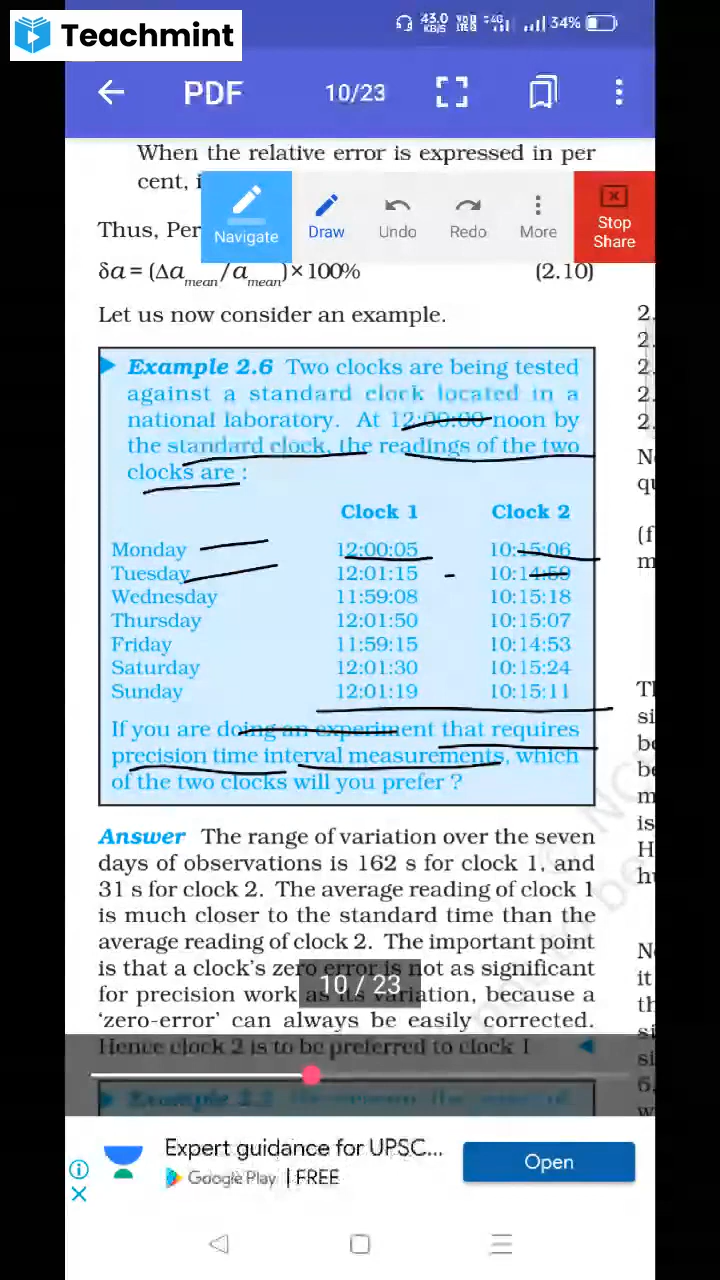 Teachmint
43.0 KB/S 4G 34%
PDF 10/23
When the relative error is expressed in per
cent, i
Navigate Draw Undo Redo More Stop Share
Thus, Per
δa = (Δa mean / a mean ) × 100% (2.10)
Let us now consider an example.
Example 2.6 Two clocks are being tested
against a standard clock located in a
national laboratory. At 12:00:00 noon by
the standard clock, the readings of the two
clocks are :
Clock 1 Clock 2
Monday 12:00:05 10:15:06
Tuesday 12:01:15 10:14:59
Wednesday 11:59:08 10:15:18
Thursday 12:01:50 10:15:07
Friday 11:59:15 10:14:53
Saturday 12:01:30 10:15:24
Sunday 12:01:19 10:15:11
If you are doing an experiment that requires
precision time interval measurements, which
of the two clocks will you prefer ?
Answer The range of variation over the seven
days of observations is 162 s for clock 1, and
31 s for clock 2. The average reading of clock 1
is much closer to the standard time than the
average reading of clock 2. The important point
is that a clock's zero error is not as significant
10 / 23
for precision work as its variation, because a
'zero-error' can always be easily corrected.
Hence clock 2 is to be preferred to clock 1
Expert guidance for UPSC...
Google Play | FREE
Open